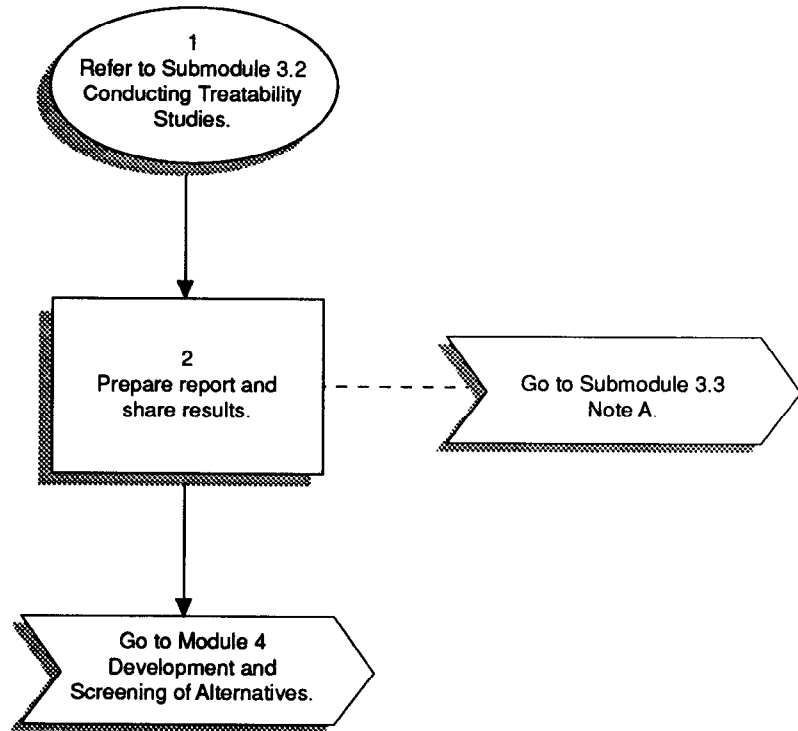 1
Refer to Submodule 3.2
Conducting Treatability
Studies.
2
Prepare report and
share results.
Go to Submodule 3.3
Note A.
Go to Module 4
Development and
Screening of Alternatives.